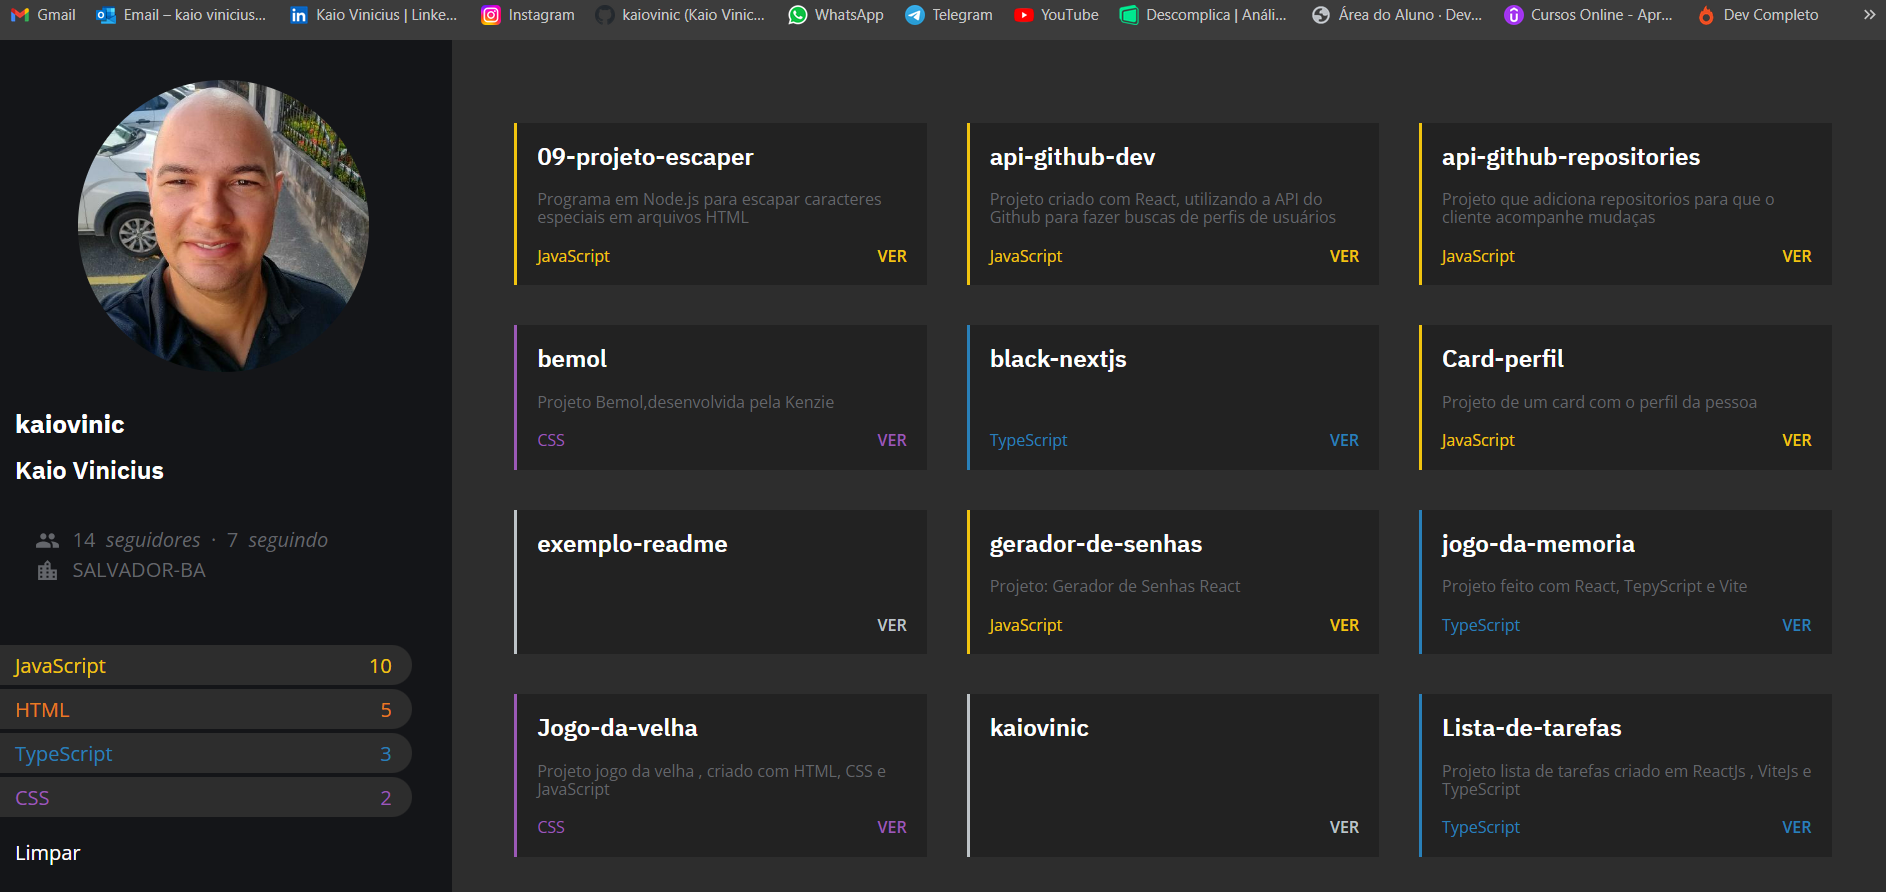 Gmail
Email – kaio vinicius...
Kaio Vinicius | Linke...
Instagram
kaiovinic (Kaio Vinic...
WhatsApp
Telegram
YouTube
Descomplica | Análi...
Área do Aluno · Dev...
Cursos Online - Apr...
Dev Completo
kaiovinic
Kaio Vinicius
14 seguidores · 7 seguindo
SALVADOR-BA
JavaScript 10
HTML 5
TypeScript 3
CSS 2
Limpar
09-projeto-escaper
Programa em Node.js para escapar caracteres
especiais em arquivos HTML
JavaScript VER
api-github-dev
Projeto criado com React, utilizando a API do
Github para fazer buscas de perfis de usuários
JavaScript VER
api-github-repositories
Projeto que adiciona repositorios para que o
cliente acompanhe mudaças
JavaScript VER
bemol
Projeto Bemol,desenvolvida pela Kenzie
CSS VER
black-nextjs
TypeScript VER
Card-perfil
Projeto de um card com o perfil da pessoa
JavaScript VER
exemplo-readme
VER
gerador-de-senhas
Projeto: Gerador de Senhas React
JavaScript VER
jogo-da-memoria
Projeto feito com React, TepyScript e Vite
TypeScript VER
Jogo-da-velha
Projeto jogo da velha , criado com HTML, CSS e
JavaScript
CSS VER
kaiovinic
VER
Lista-de-tarefas
Projeto lista de tarefas criado em ReactJs , ViteJs e
TypeScript
TypeScript VER